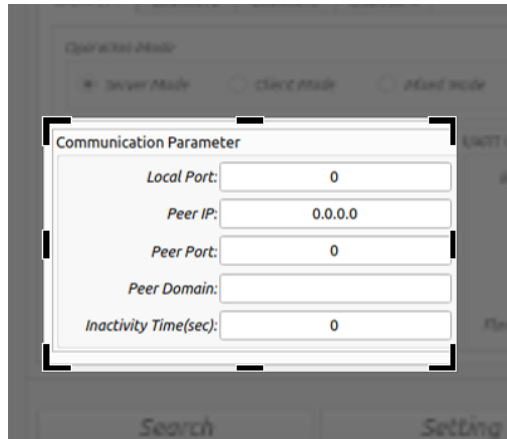 Operation Mode
Server Mode Client Mode Mixed Mode
Communication Parameter
Local Port: 0
Peer IP: 0.0.0.0
Peer Port: 0
Peer Domain:
Inactivity Time(sec): 0
Search Setting